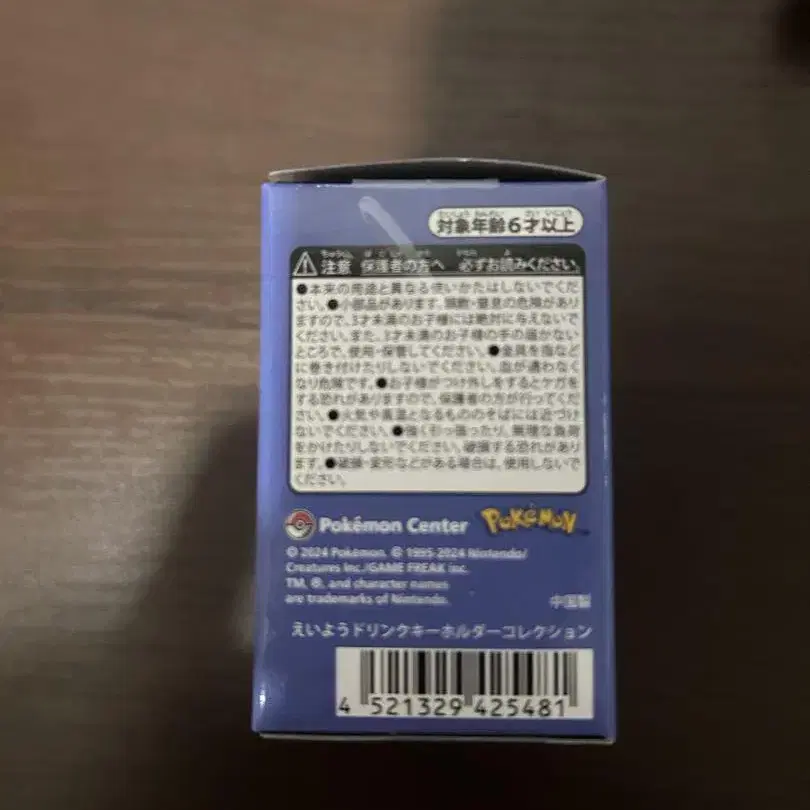 対象年齢6才以上
注意 保護者の方へ 必ずお読みください。
●本来の用途と異なる使いかたはしないでくだ
さい。●小部品があります。誤飲・窒息の危険があり
ますので、3才未満のお子様には絶対に与えないで
ください。また、3才未満のお子様の手の届かない
ところで、使用・保管してください。●金具を指など
に巻き付けたりしないでください。血が通わなく
なり危険です。●お子様がつけ外しをするとケガを
する恐れがありますので、保護者の方が行ってくだ
さい。●火気や高温となるもののそばには近づけ
ないでください。●強く引っ張ったり、無理な負荷
をかけたりしないでください。破損する恐れがあり
ます。●破損・変形などがある場合は、使用しないで
ください。
Pokémon Center POKéMON™
© 2024 Pokémon. © 1995-2024 Nintendo/
Creatures Inc./GAME FREAK inc.
TM, ®, and character names
are trademarks of Nintendo.
中国製
えいようドリンクキーホルダーコレクション
4 521329 425481